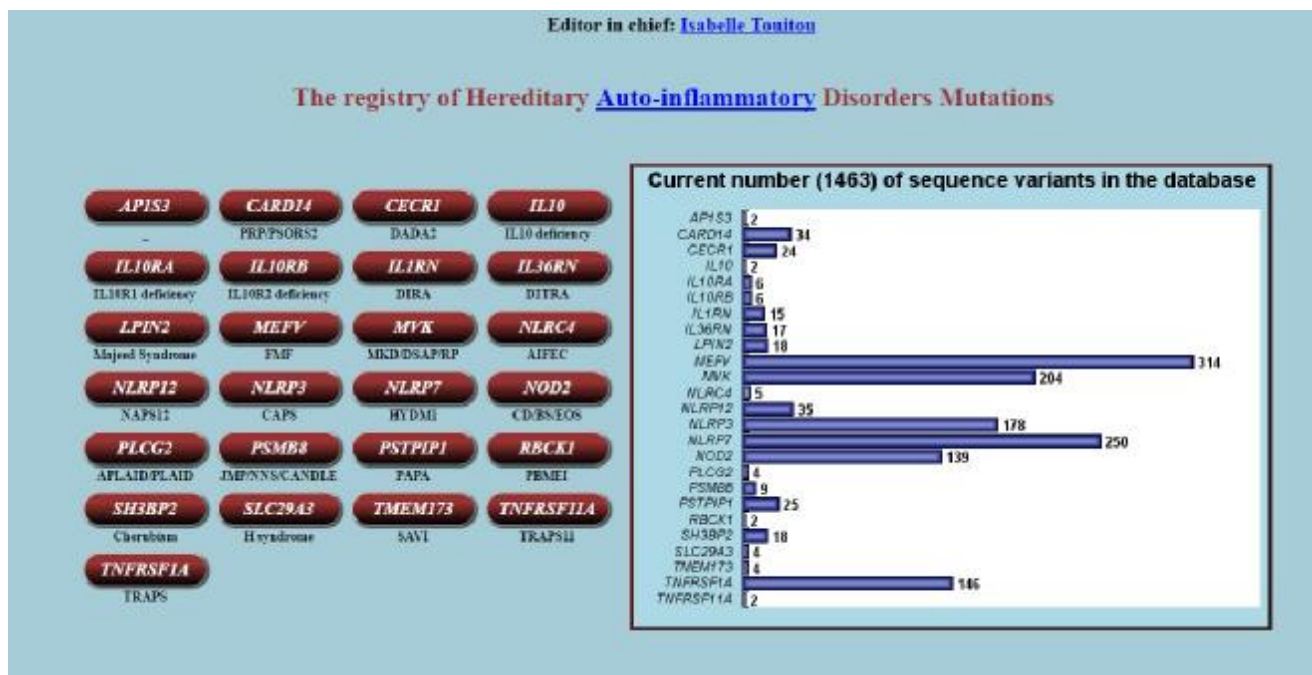 Editor in chief: Isabelle Touitou
The registry of Hereditary Auto-inflammatory Disorders Mutations
AP1S3 CARD14 CECR1 IL10
_ PRP/PSORS2 DADA2 IL10 deficiency
IL10RA IL10RB IL1RN IL36RN
IL10R1 deficiency IL10R2 deficiency DIRA DITRA
LPIN2 MEFV MVK NLRC4
Majeed Syndrome FMF MKD/DSAP/RP AIFEC
NLRP12 NLRP3 NLRP7 NOD2
NAPS12 CAPS HYDM1 CD/BS/EOS
PLCG2 PSMB8 PSTPIP1 RBCK1
APLAID/PLAID JMP/NNS/CANDLE PAPA PBMEI
SH3BP2 SLC29A3 TMEM173 TNFRSF11A
Cherubism H syndrome SAVI TRAPS11
TNFRSF1A
TRAPS
Current number (1463) of sequence variants in the database
AP1S3 2
CARD14 34
CECR1 24
IL10 2
IL10RA 6
IL10RB 6
IL1RN 15
IL36RN 17
LPIN2 18
MEFV 314
MVK 204
NLRC4 5
NLRP12 35
NLRP3 178
NLRP7 250
NOD2 139
PLCG2 4
PSMB8 9
PSTPIP1 25
RBCK1 2
SH3BP2 18
SLC29A3 4
TMEM173 4
TNFRSF1A 146
TNFRSF11A 2